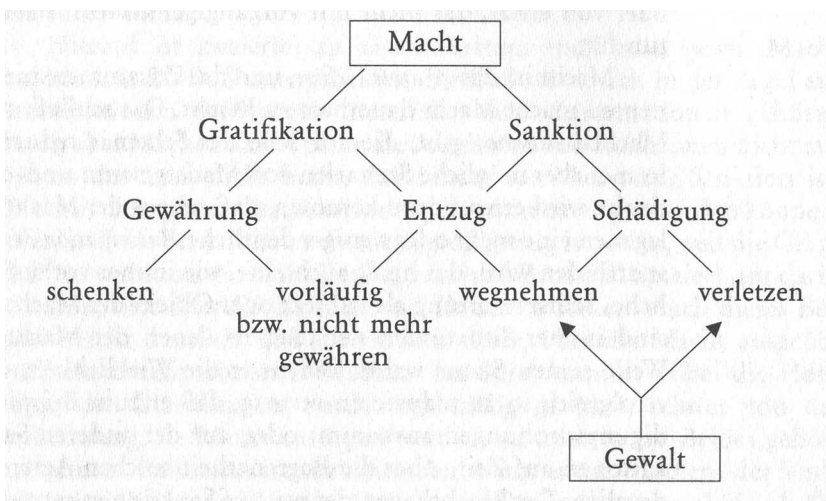 Macht
Gratifikation Sanktion
Gewährung Entzug Schädigung
schenken vorläufig wegnehmen verletzen
bzw. nicht mehr
gewähren
Gewalt